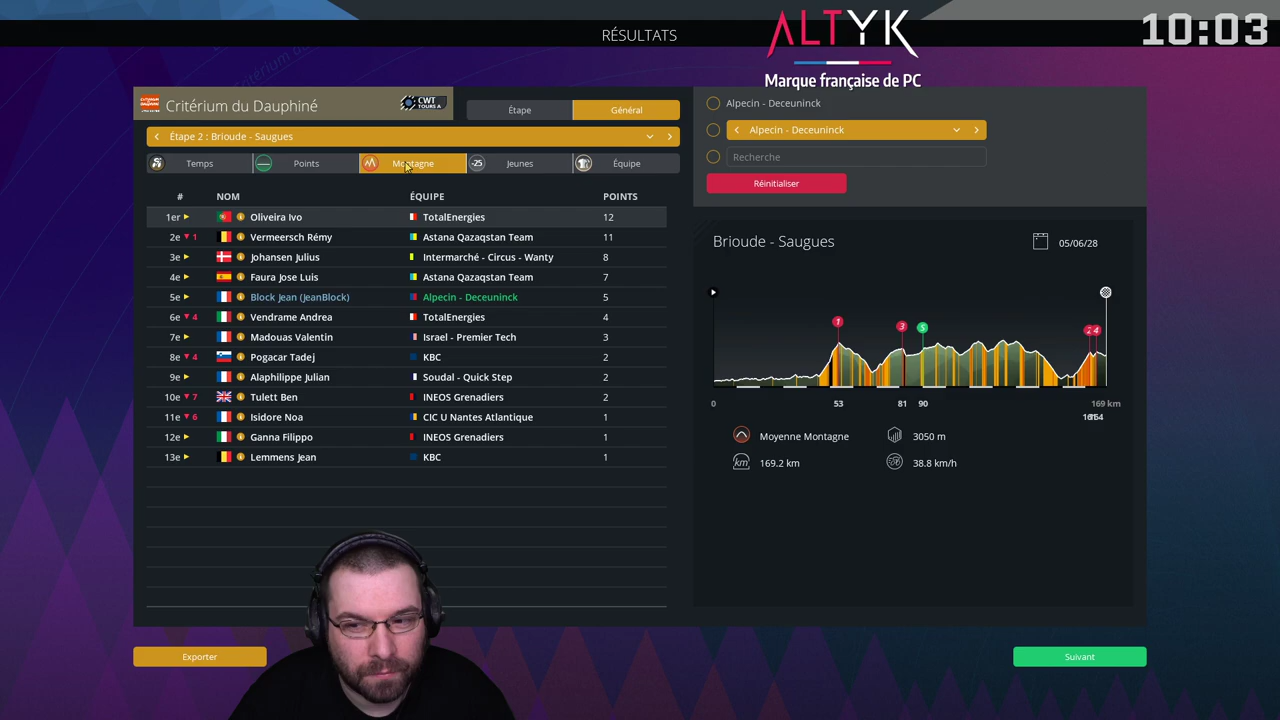 RÉSULTATS
ALTYK
Marque française de PC
10:03
Critérium du Dauphiné
CWT
TOURS A
Étape
Général
Étape 2 : Brioude - Saugues
Temps
Points
Montagne
-25
Jeunes
Équipe
# NOM ÉQUIPE POINTS
1er Oliveira Ivo TotalEnergies 12
2e 1 Vermeersch Rémy Astana Qazaqstan Team 11
3e Johansen Julius Intermarché - Circus - Wanty 8
4e Faura Jose Luis Astana Qazaqstan Team 7
5e Block Jean (JeanBlock) Alpecin - Deceuninck 5
6e 4 Vendrame Andrea TotalEnergies 4
7e Madouas Valentin Israel - Premier Tech 3
8e 4 Pogacar Tadej KBC 2
9e Alaphilippe Julian Soudal - Quick Step 2
10e 7 Tulett Ben INEOS Grenadiers 2
11e 6 Isidore Noa CIC U Nantes Atlantique 1
12e Ganna Filippo INEOS Grenadiers 1
13e Lemmens Jean KBC 1
Exporter
Alpecin - Deceuninck
Alpecin - Deceuninck
Recherche
Réinitialiser
Brioude - Saugues
05/06/28
1 3 S 4
0 53 81 90 169 km
Moyenne Montagne
3050 m
km
169.2 km
38.8 km/h
Suivant